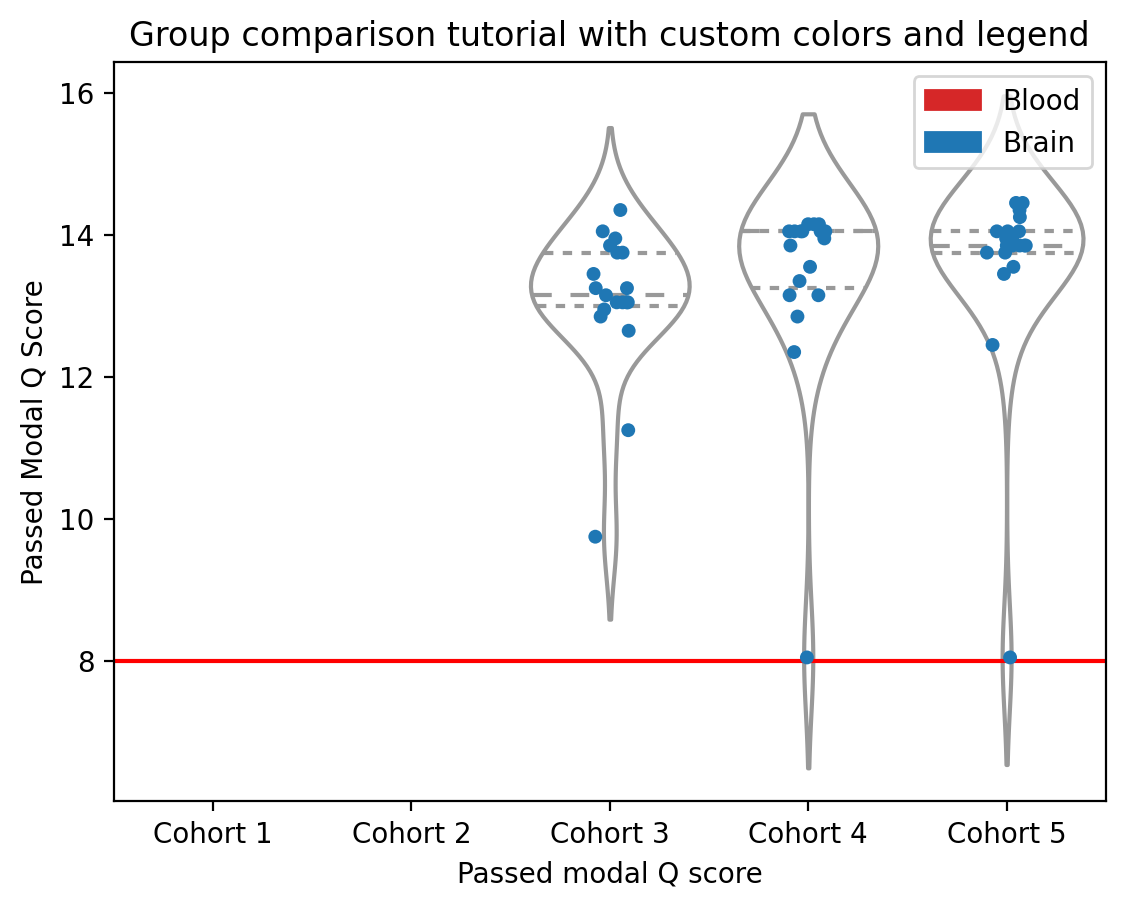 Group comparison tutorial with custom colors and legend
Blood
Brain
16
14
12
10
8
Passed Modal Q Score
Cohort 1 Cohort 2 Cohort 3 Cohort 4 Cohort 5
Passed modal Q score